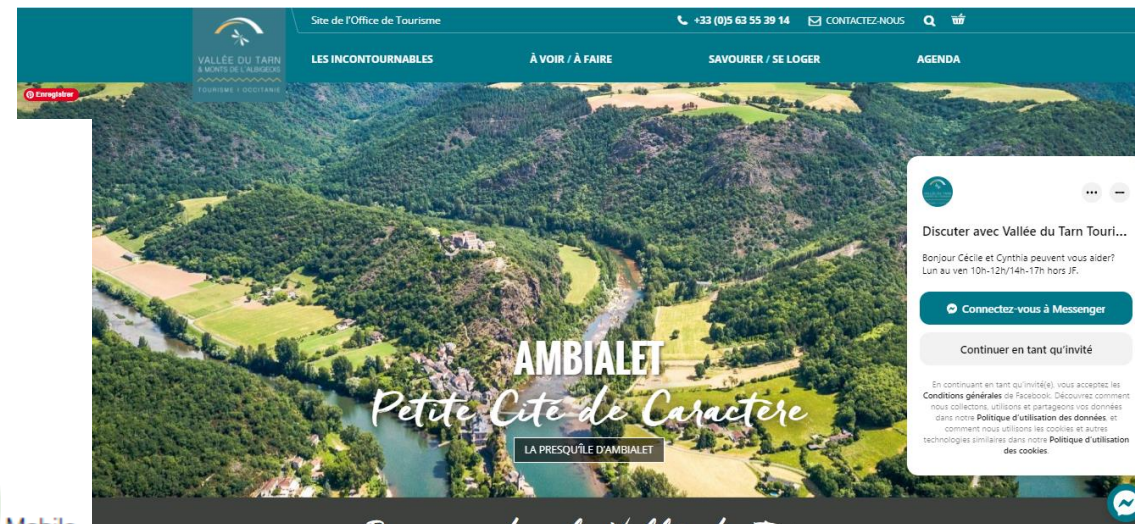 Site de l'Office de Tourisme
+33 (0)5 63 55 39 14
CONTACTEZ-NOUS
VALLÉE DU TARN
& MONTS DE L'ALBIGEOIS
TOURISME I OCCITANIE
LES INCONTOURNABLES
À VOIR / À FAIRE
SAVOURER / SE LOGER
AGENDA
Enregistrer
AMBIALET
Petite Cité de Caractère
LA PRESQU'ÎLE D'AMBIALET
Discuter avec Vallée du Tarn Touri...
Bonjour Cécile et Cynthia peuvent vous aider?
Lun au ven 10h-12h/14h-17h hors JF.
Connectez-vous à Messenger
Continuer en tant qu'invité
En continuant en tant qu'invité(e), vous acceptez les
Conditions générales de Facebook. Découvrez comment
nous collectons, utilisons et partageons vos données
dans notre Politique d'utilisation des données, et
comment nous utilisons les cookies et autres
technologies similaires dans notre Politique d'utilisation
des cookies.